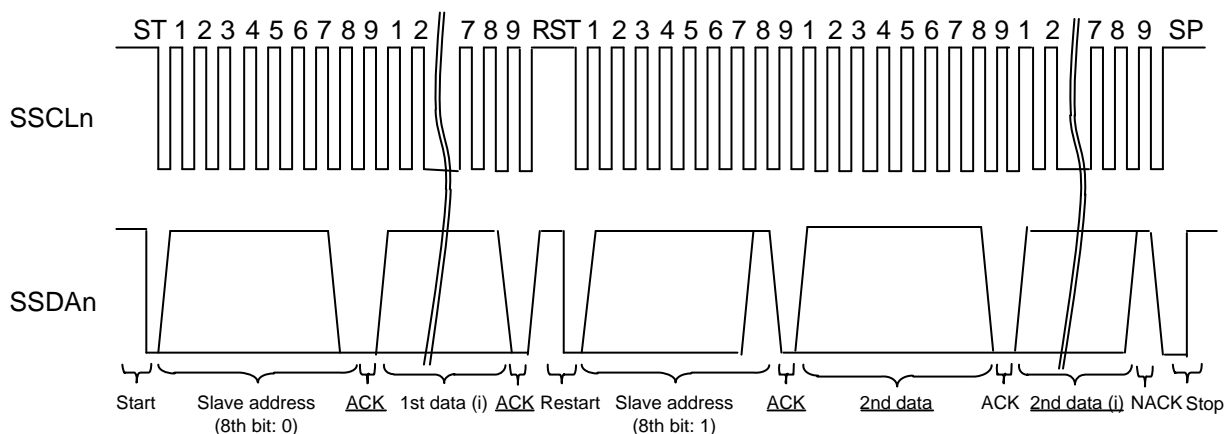 ST 1 2 3 4 5 6 7 8 9 1 2 7 8 9 RST 1 2 3 4 5 6 7 8 9 1 2 3 4 5 6 7 8 9 1 2 7 8 9 SP
SSCLn
SSDAn
Start Slave address ACK 1st data (i) ACK Restart Slave address ACK 2nd data ACK 2nd data (i) NACK Stop
(8th bit: 0) (8th bit: 1)